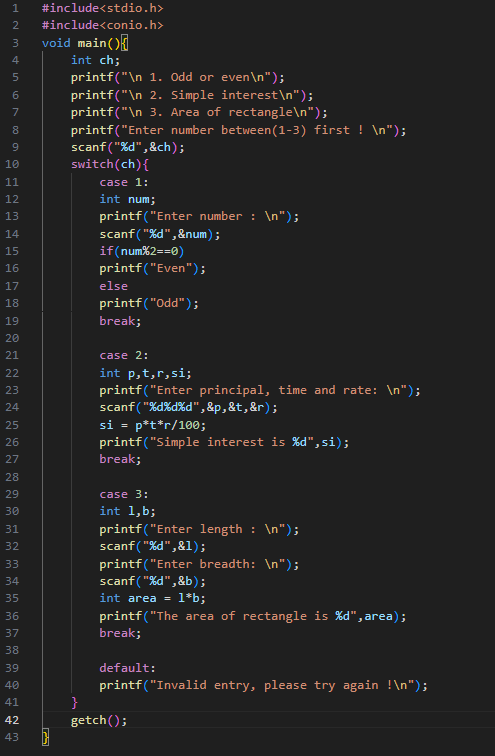 1 #include<stdio.h>
2 #include<conio.h>
3 void main(){
4 int ch;
5 printf("\n 1. Odd or even\n");
6 printf("\n 2. Simple interest\n");
7 printf("\n 3. Area of rectangle\n");
8 printf("Enter number between(1-3) first ! \n");
9 scanf("%d",&ch);
10 switch(ch){
11 case 1:
12 int num;
13 printf("Enter number : \n");
14 scanf("%d",&num);
15 if(num%2==0)
16 printf("Even");
17 else
18 printf("Odd");
19 break;
20
21 case 2:
22 int p,t,r,si;
23 printf("Enter principal, time and rate: \n");
24 scanf("%d%d%d",&p,&t,&r);
25 si = p*t*r/100;
26 printf("Simple interest is %d",si);
27 break;
28
29 case 3:
30 int l,b;
31 printf("Enter length : \n");
32 scanf("%d",&l);
33 printf("Enter breadth: \n");
34 scanf("%d",&b);
35 int area = l*b;
36 printf("The area of rectangle is %d",area);
37 break;
38
39 default:
40 printf("Invalid entry, please try again !\n");
41 }
42 getch();
43 }